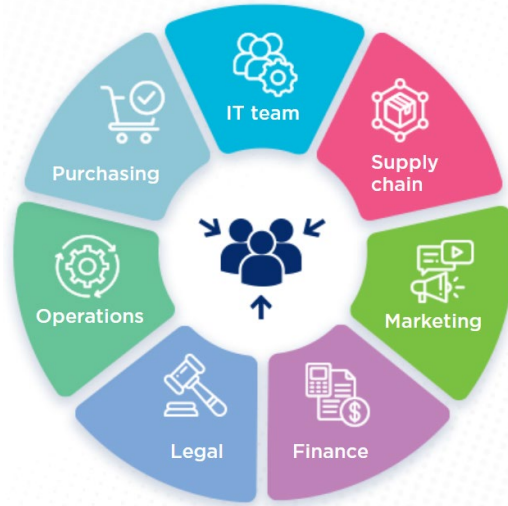 IT team
Supply
chain
Marketing
Finance
Legal
Operations
Purchasing
$